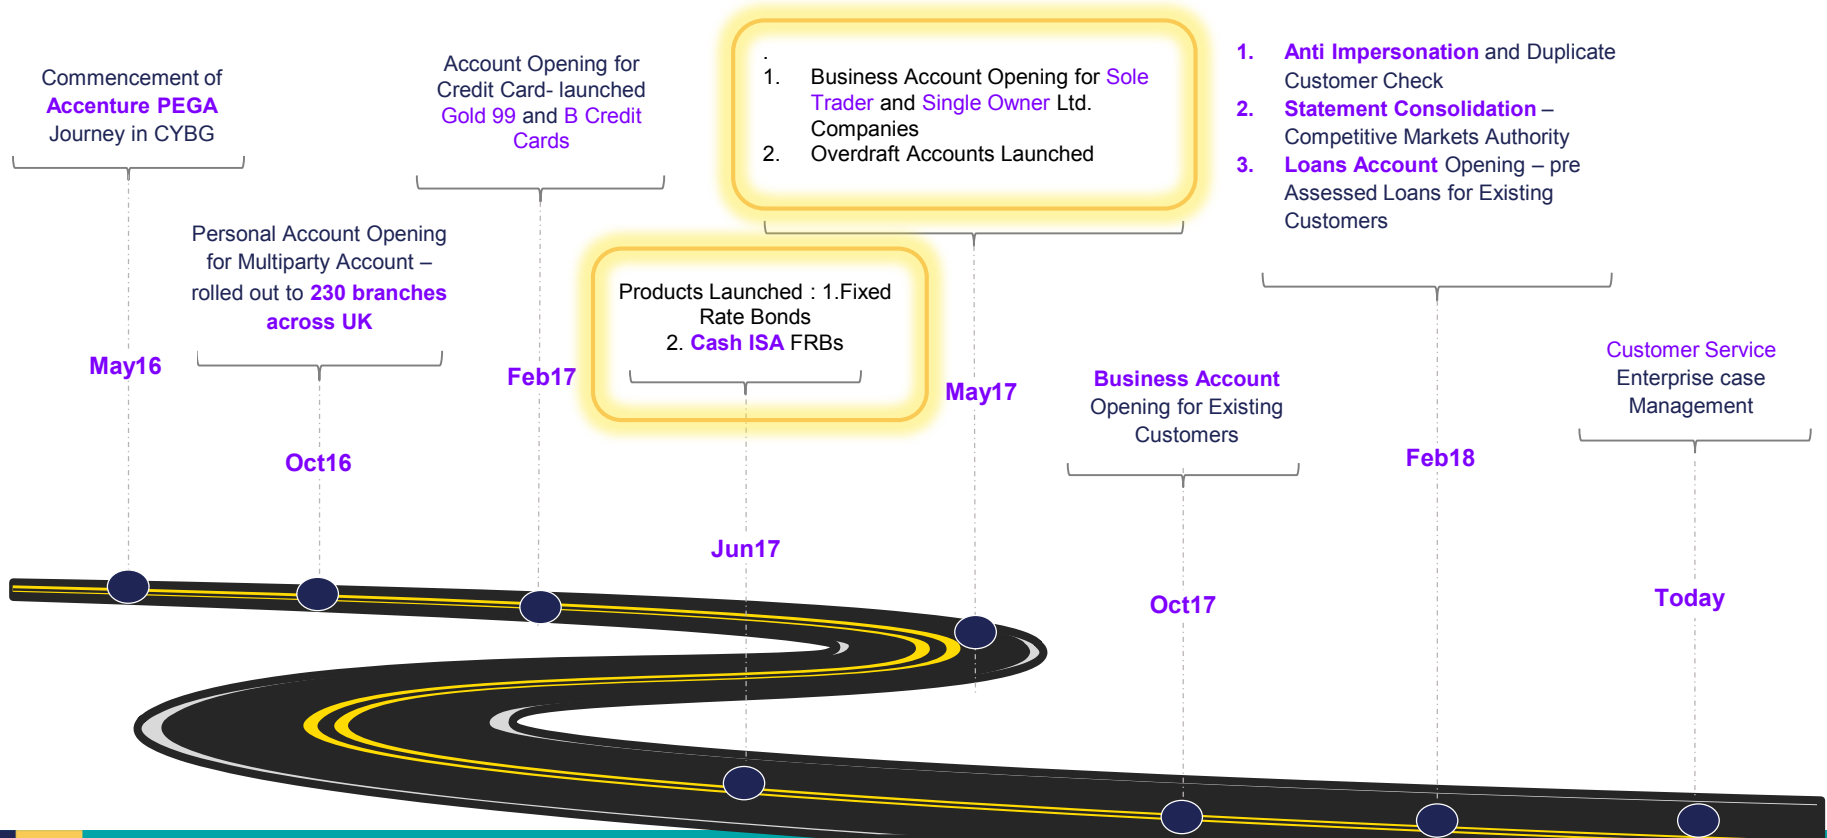 Commencement of
Accenture PEGA
Journey in CYBG
May16
Personal Account Opening
for Multiparty Account –
rolled out to 230 branches
across UK
Oct16
Account Opening for
Credit Card- launched
Gold 99 and B Credit
Cards
Feb17
.
1. Business Account Opening for Sole
Trader and Single Owner Ltd.
Companies
2. Overdraft Accounts Launched
May17
Products Launched : 1.Fixed
Rate Bonds
2. Cash ISA FRBs
Jun17
Business Account
Opening for Existing
Customers
Oct17
1. Anti Impersonation and Duplicate
Customer Check
2. Statement Consolidation –
Competitive Markets Authority
3. Loans Account Opening – pre
Assessed Loans for Existing
Customers
Feb18
Customer Service
Enterprise case
Management
Today